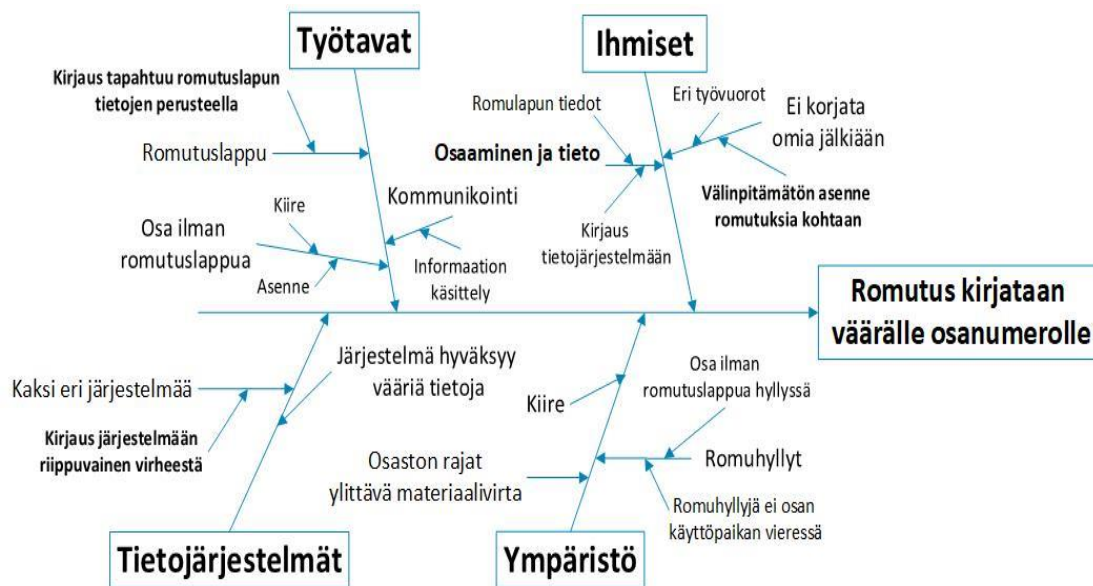 Työtavat
Ihmiset
Kirjaus tapahtuu romutuslapun
tietojen perusteella
Romutuslappu
Kommunikointi
Kiire
Osa ilman
romutuslappua
Asenne
Informaation
käsittely
Romulapun tiedot
Eri työvuorot
Ei korjata
omia jälkiään
Osaaminen ja tieto
Välinpitämätön asenne
romutuksia kohtaan
Kirjaus
tietojärjestelmään
Romutus kirjataan
väärälle osanumerolle
Järjestelmä hyväksyy
vääriä tietoja
Kaksi eri järjestelmää
Kirjaus järjestelmään
riippuvainen virheestä
Kiire
Osa ilman
romutuslappua hyllyssä
Osaston rajat
ylittävä materiaalivirta
Romuhyllyt
Romuhyllyjä ei osan
käyttöpaikan vieressä
Tietojärjestelmät
Ympäristö